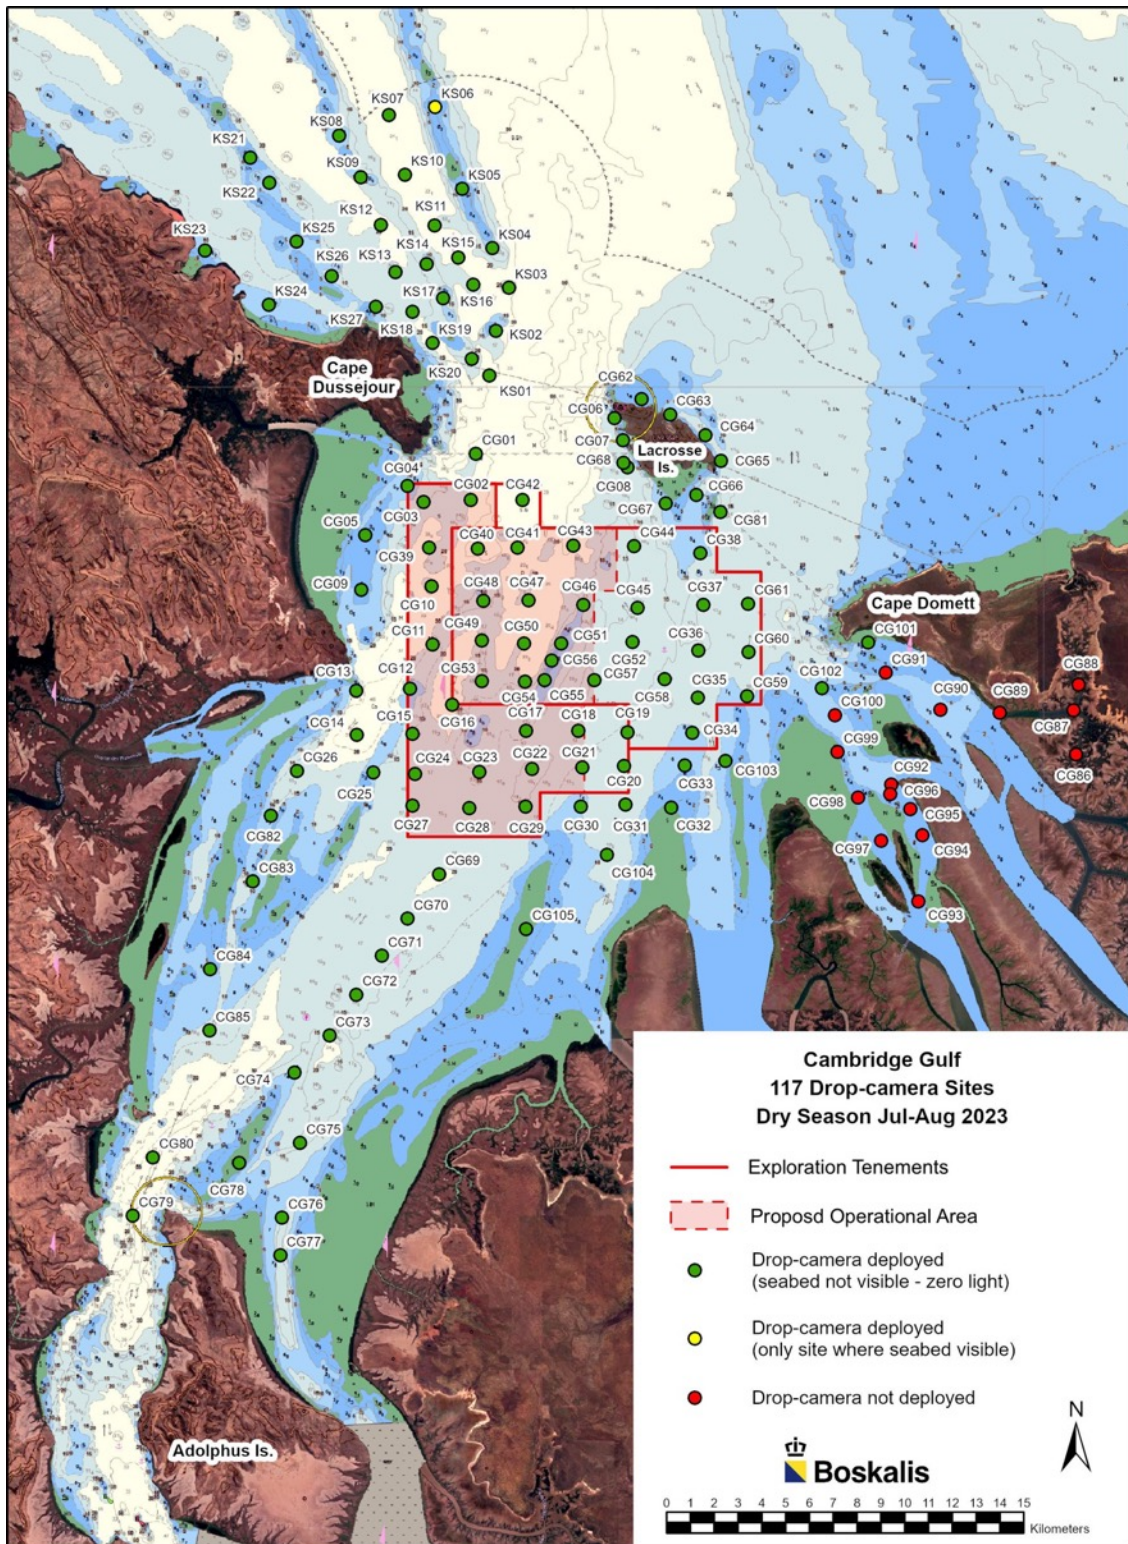 KS07
KS06
KS08
KS21
KS09
KS10
KS22
KS05
KS12
KS11
KS23
KS25
KS14
KS15
KS04
KS26
KS13
KS03
KS24
KS17
KS16
KS27
KS18
KS19
KS02
Cape
Dussejour
KS20
KS01
CG62
CG06
CG63
CG01
CG07
CG64
Lacrosse
Is.
CG04
CG68
CG65
CG02
CG42
CG08
CG66
CG03
CG67
CG81
CG05
CG39
CG40
CG41
CG43
CG44
CG38
CG09
CG48
CG47
CG46
CG45
CG37
CG61
Cape Domett
CG10
CG49
CG50
CG51
CG36
CG60
CG101
CG11
CG56
CG52
CG102
CG91
CG13
CG12
CG53
CG57
CG88
CG54
CG55
CG58
CG35
CG59
CG90
CG89
CG14
CG15
CG16
CG17
CG18
CG19
CG100
CG87
CG34
CG26
CG24
CG23
CG22
CG21
CG99
CG86
CG25
CG20
CG33
CG103
CG92
CG96
CG82
CG27
CG28
CG29
CG30
CG31
CG32
CG98
CG95
CG97
CG94
CG83
CG69
CG104
CG93
CG70
CG105
CG84
CG71
CG72
CG85
CG73
CG74
CG75
CG80
CG78
CG79
CG76
CG77
Adolphus Is.
Cambridge Gulf
117 Drop-camera Sites
Dry Season Jul-Aug 2023
Exploration Tenements
Proposd Operational Area
Drop-camera deployed
(seabed not visible - zero light)
Drop-camera deployed
(only site where seabed visible)
Drop-camera not deployed
N
Boskalis
0 1 2 3 4 5 6 7 8 9 10 11 12 13 14 15
Kilometers